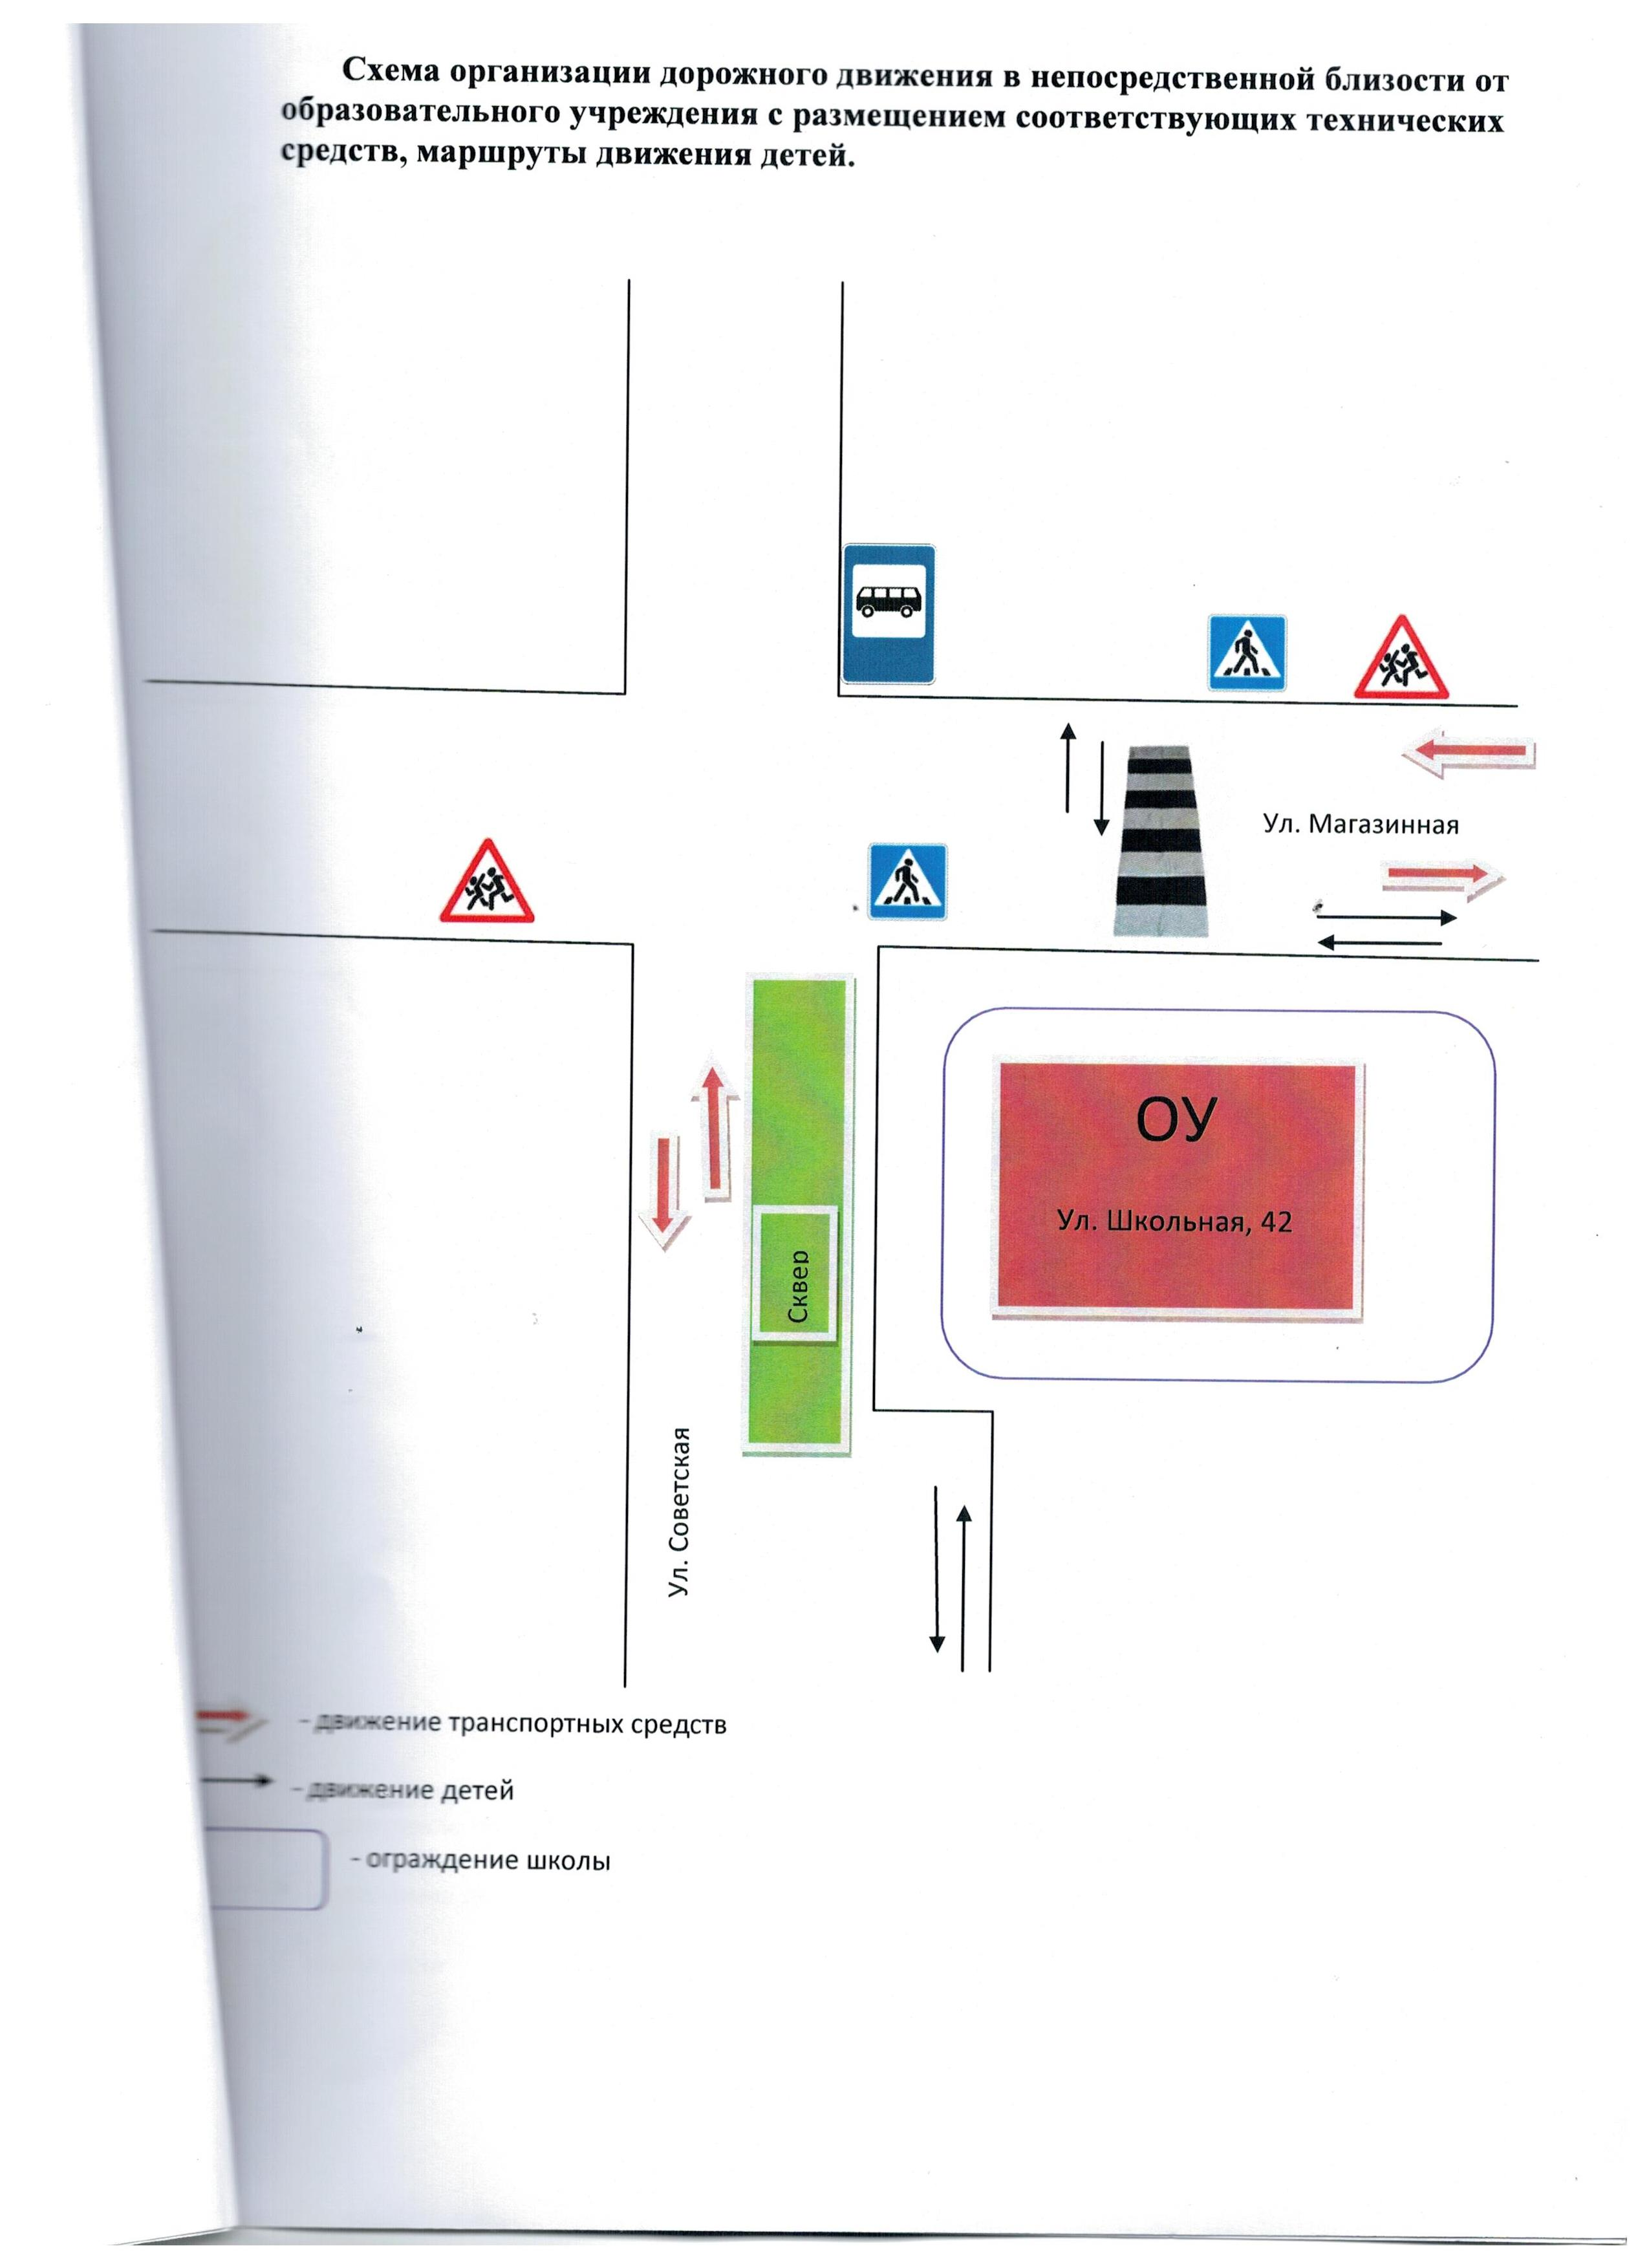 Схема организации дорожного движения в непосредственной близости от
образовательного учреждения с размещением соответствующих технических
средств, маршруты движения детей.
Ул. Магазинная
ОУ
Ул. Школьная, 42
Сквер
Ул. Советская
- движение транспортных средств
- движение детей
- ограждение школы